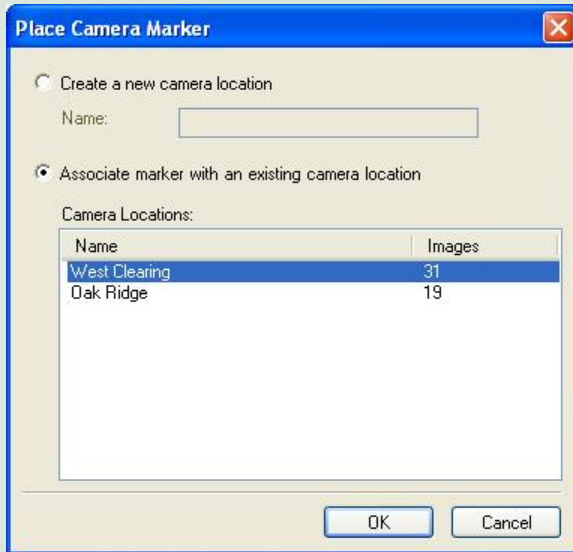 Place Camera Marker
Create a new camera location
Name:
Associate marker with an existing camera location
Camera Locations:
Name Images
West Clearing 31
Oak Ridge 19
OK Cancel